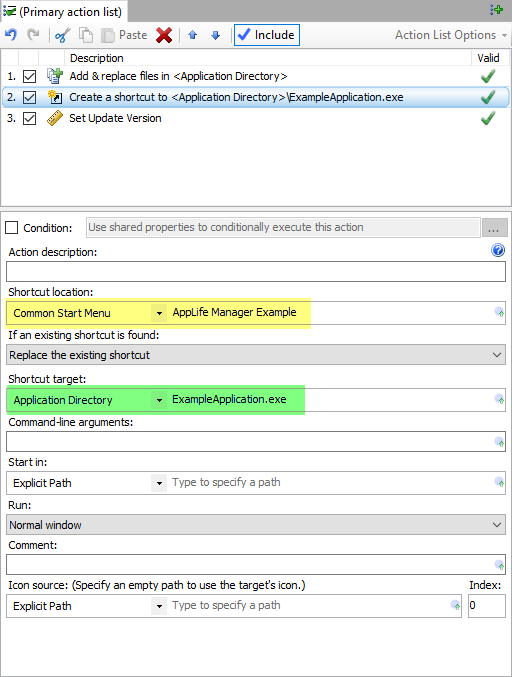 (Primary action list)
Paste Include Action List Options
Description Valid
1. Add & replace files in <Application Directory>
2. Create a shortcut to <Application Directory>\ExampleApplication.exe
3. Set Update Version
Condition: Use shared properties to conditionally execute this action ...
Action description:
Shortcut location:
Common Start Menu AppLife Manager Example
If an existing shortcut is found:
Replace the existing shortcut
Shortcut target:
Application Directory ExampleApplication.exe
Command-line arguments:
Start in:
Explicit Path Type to specify a path
Run:
Normal window
Comment:
Icon source: (Specify an empty path to use the target's icon.) Index:
Explicit Path Type to specify a path 0